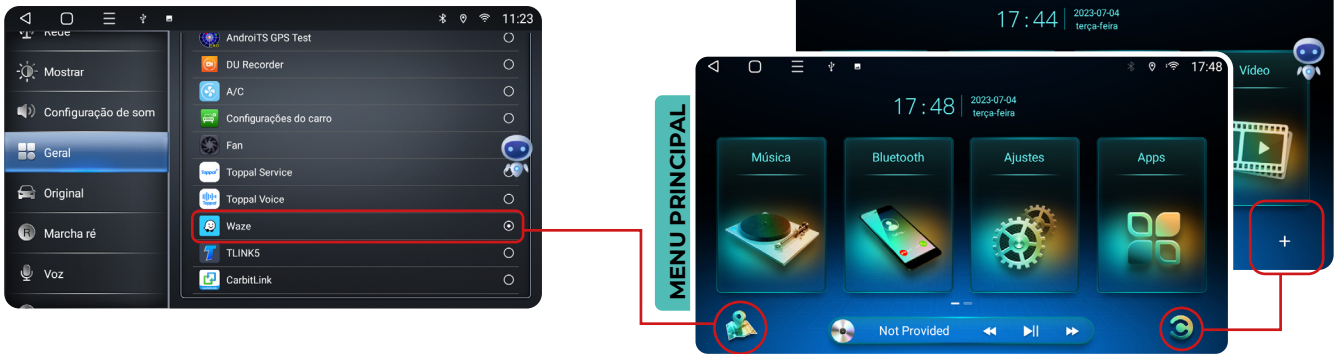 11:23
Rede
Mostrar
Configuração de som
Geral
Original
Marcha ré
Voz
AndroiTS GPS Test
DU Recorder
A/C
Configurações do carro
Fan
Toppal Service
Toppal Voice
Waze
TLINK5
CarbitLink
MENU PRINCIPAL
17:44
2023-07-04
terça-feira
Vídeo
+
17:48
17:48
2023-07-04
terça-feira
Música
Bluetooth
Ajustes
Apps
Not Provided